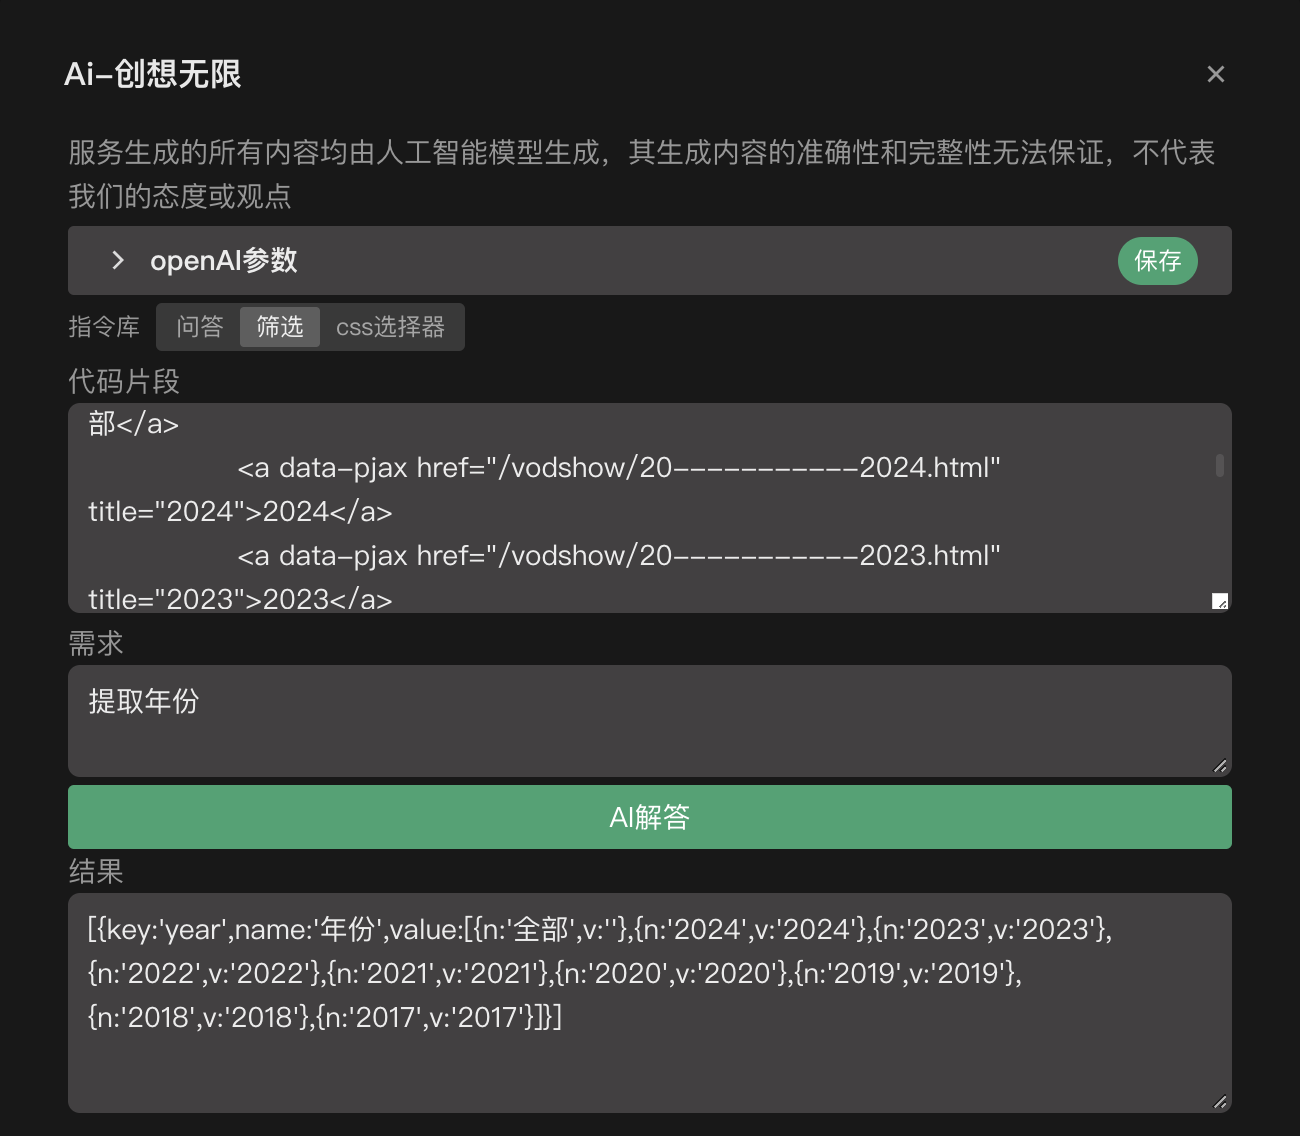 Ai-创想无限
服务生成的所有内容均由人工智能模型生成，其生成内容的准确性和完整性无法保证，不代表
我们的态度或观点
openAI参数
保存
指令库 问答 筛选 css选择器
代码片段
部</a>
<a data-pjax href="/vodshow/20-----------2024.html"
title="2024">2024</a>
<a data-pjax href="/vodshow/20-----------2023.html"
title="2023">2023</a>
需求
提取年份
AI解答
结果
[{key:'year',name:'年份',value:[{n:'全部',v:''},{n:'2024',v:'2024'},{n:'2023',v:'2023'},
{n:'2022',v:'2022'},{n:'2021',v:'2021'},{n:'2020',v:'2020'},{n:'2019',v:'2019'},
{n:'2018',v:'2018'},{n:'2017',v:'2017'}]}]